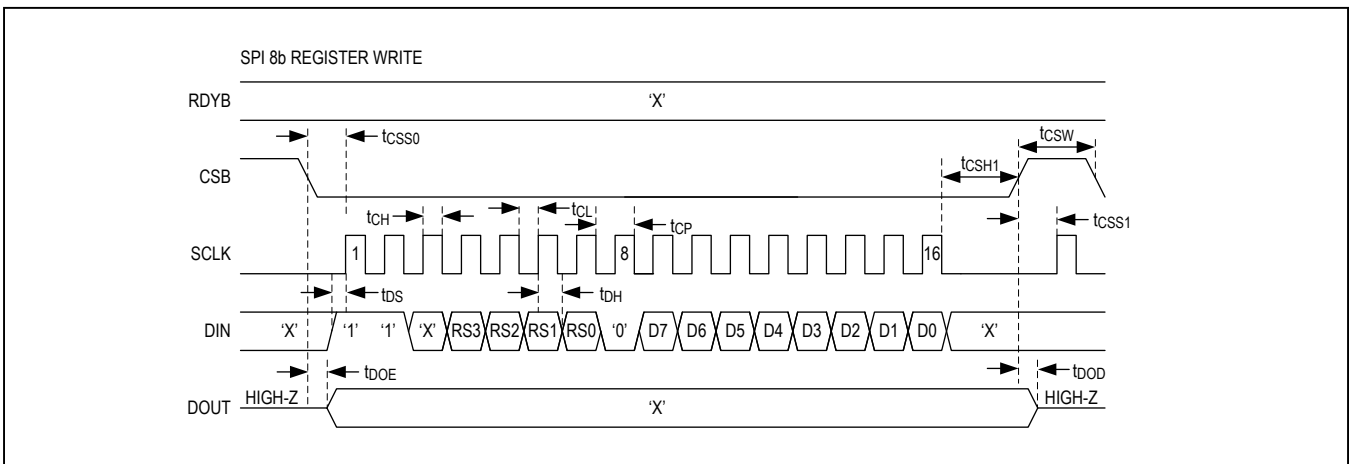 SPI 8b REGISTER WRITE
RDYB ‘X’
tCSS0 tCSW
CSB tCSH1
tCH tCL tCP tCSS1
SCLK 1 8 16
tDS tDH
DIN ‘X’ ‘1’ ‘1’ ‘X’ RS3 RS2 RS1 RS0 ‘0’ D7 D6 D5 D4 D3 D2 D1 D0 ‘X’
tDOE tDOD
DOUT HIGH-Z ‘X’ HIGH-Z